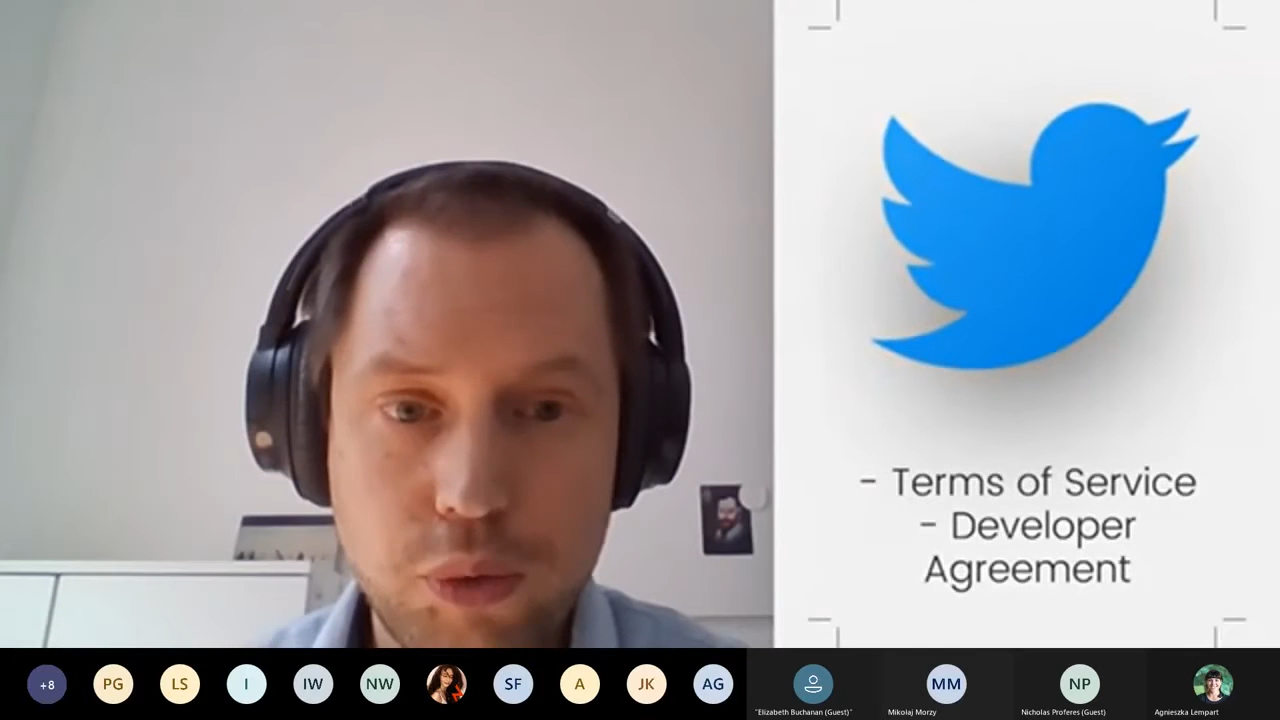 - Terms of Service
- Developer
Agreement
+8
PG
LS
I
IW
NW
SF
A
JK
AG
"Elizabeth Buchanan (Guest)"
MM
Mikołaj Morzy
NP
Nicholas Proferes (Guest)
Agnieszka Lempart